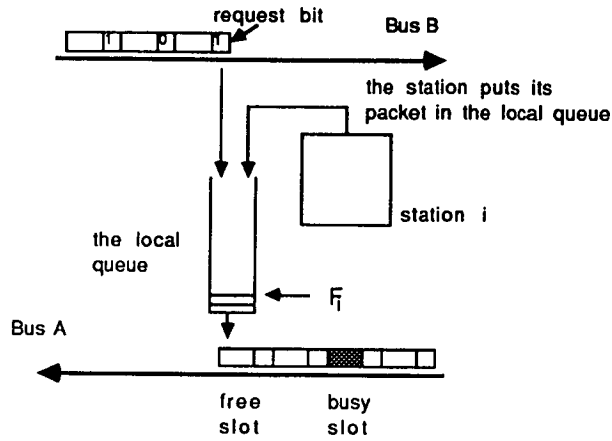 request bit
Bus B
1 0 1
the station puts its
packet in the local queue
station i
the local
queue
Fi
Bus A
free
slot
busy
slot